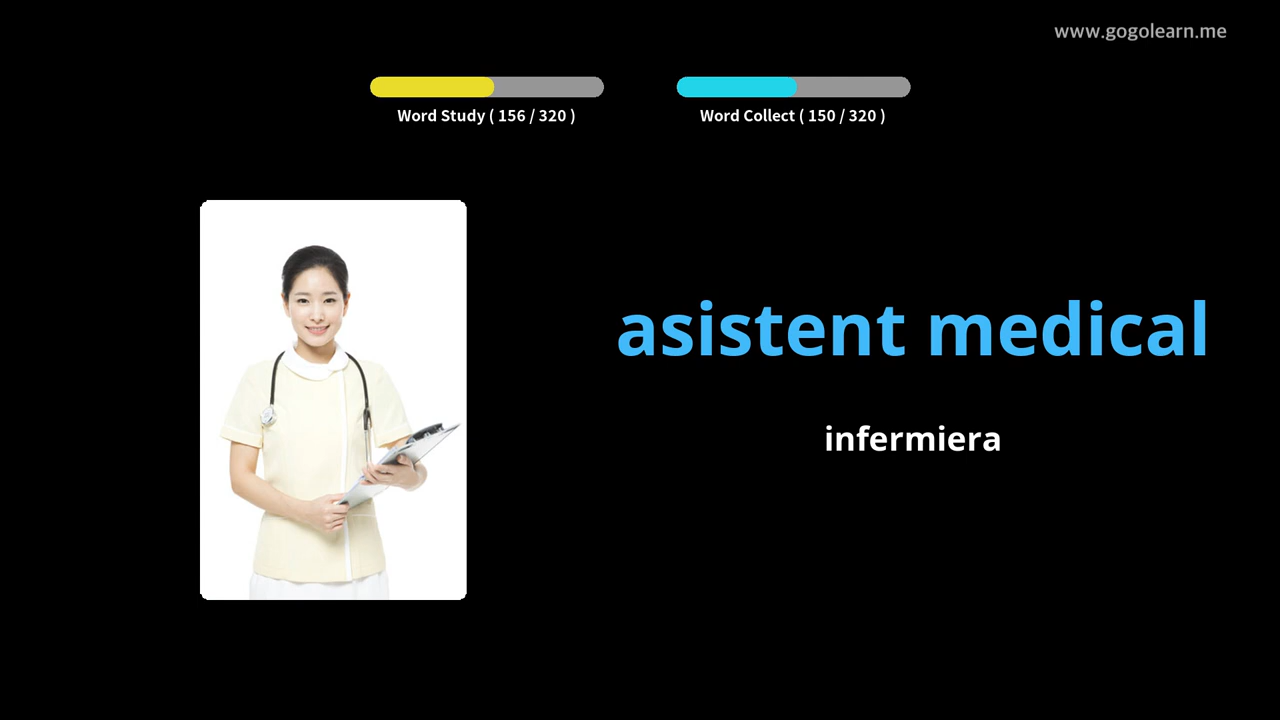 www.gogolearn.me
Word Study ( 156 / 320 )
Word Collect ( 150 / 320 )
asistent medical
infermiera